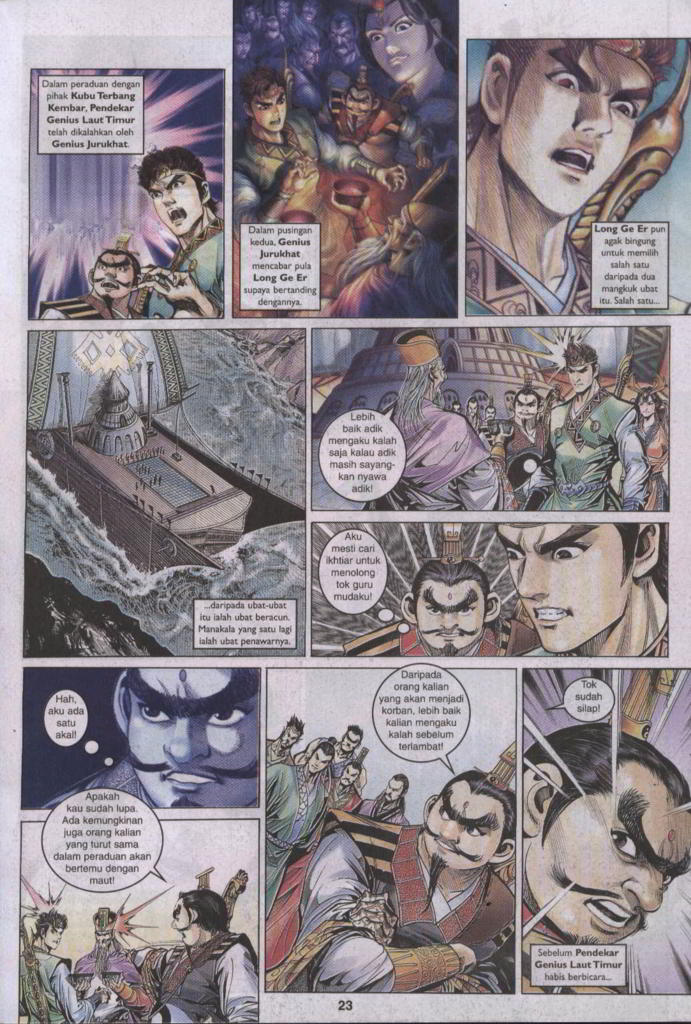 Dalam peraduan dengan
pihak Kubu Terbang
Kembar, Pendekar
Genius Laut Timur
telah dikalahkan oleh
Genius Jurukhat.
Dalam pusingan
kedua, Genius
Jurukhat
mencabar pula
Long Ge Er
supaya bertanding
dengannya.
Long Ge Er pun
agak bingung
untuk memilih
salah satu
daripada dua
mangkuk ubat
itu. Salah satu...
...daripada ubat-ubat
itu ialah ubat beracun.
Manakala yang satu lagi
ialah ubat penawarnya.
Lebih
baik adik
mengaku kalah
saja kalau adik
masih sayang-
kan nyawa
adik!
Aku
mesti cari
ikhtiar untuk
menolong
tok guru
mudaku!
Hah,
aku ada
satu
akal!
Apakah
kau sudah lupa.
Ada kemungkinan
juga orang kalian
yang turut sama
dalam peraduan akan
bertemu dengan
maut!
Daripada
orang kalian
yang akan menjadi
korban, lebih baik
kalian mengaku
kalah sebelum
terlambat!
Tok
sudah
silap!
Sebelum Pendekar
Genius Laut Timur
habis berbicara...
23